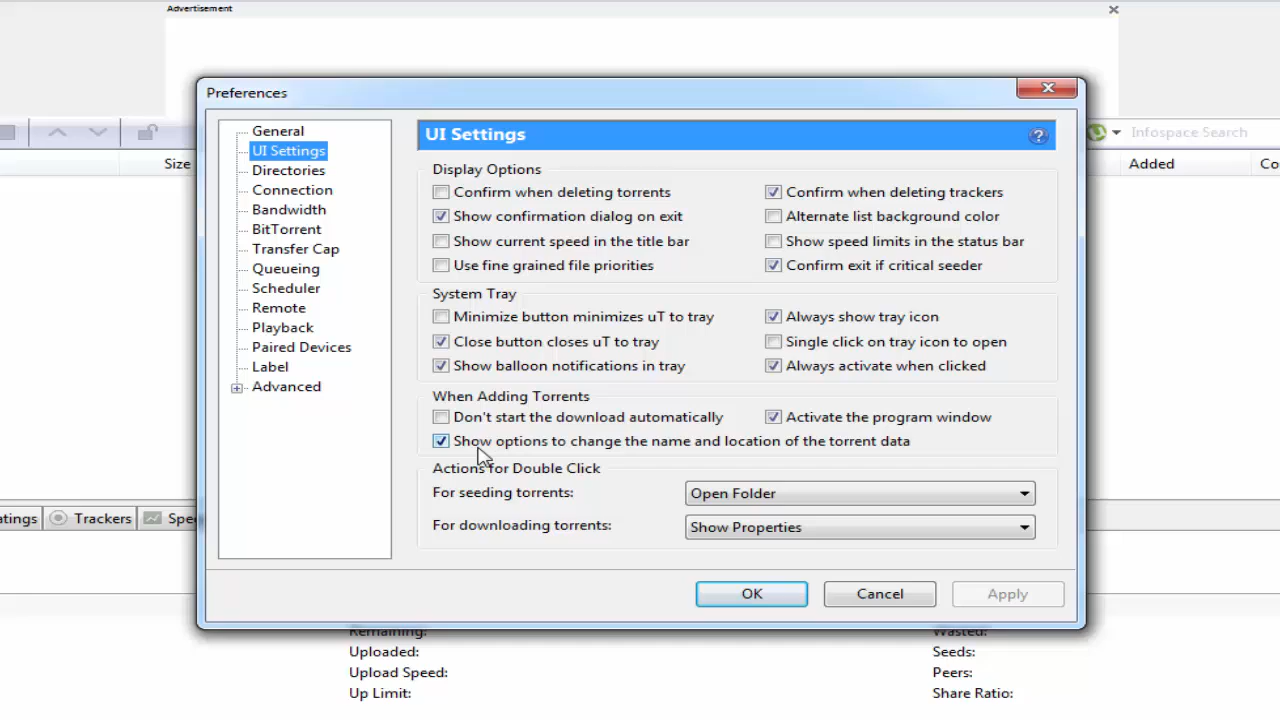 Advertisement
Preferences
General
UI Settings
Directories
Connection
Bandwidth
BitTorrent
Transfer Cap
Queueing
Scheduler
Remote
Playback
Paired Devices
Label
Advanced
UI Settings
Display Options
Confirm when deleting torrents
Confirm when deleting trackers
Show confirmation dialog on exit
Alternate list background color
Show current speed in the title bar
Show speed limits in the status bar
Use fine grained file priorities
Confirm exit if critical seeder
System Tray
Minimize button minimizes uT to tray
Always show tray icon
Close button closes uT to tray
Single click on tray icon to open
Show balloon notifications in tray
Always activate when clicked
When Adding Torrents
Don't start the download automatically
Activate the program window
Show options to change the name and location of the torrent data
Actions for Double Click
For seeding torrents:
Open Folder
For downloading torrents:
Show Properties
OK
Cancel
Apply
Infospace Search
Size
Added
Co
atings
Trackers
Spe
Remaining:
Wasted:
Uploaded:
Seeds:
Upload Speed:
Peers:
Up Limit:
Share Ratio: